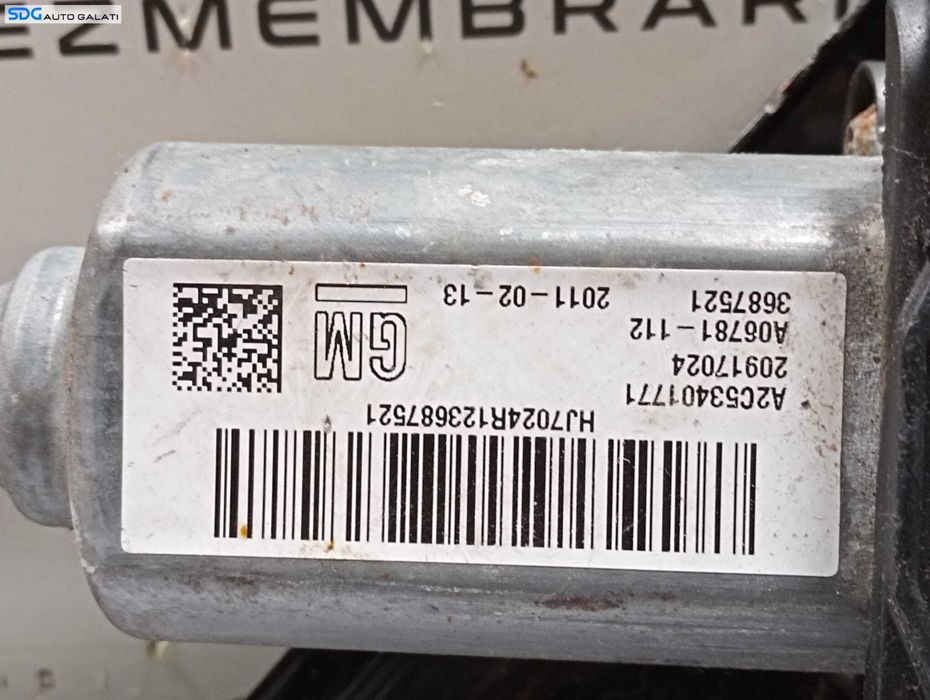 SDG AUTO GALATI
EZMEMBRARI
HJ7024R123687521
A2C53401771
20917024
A06781-112
3687521
2011-02-13
GM